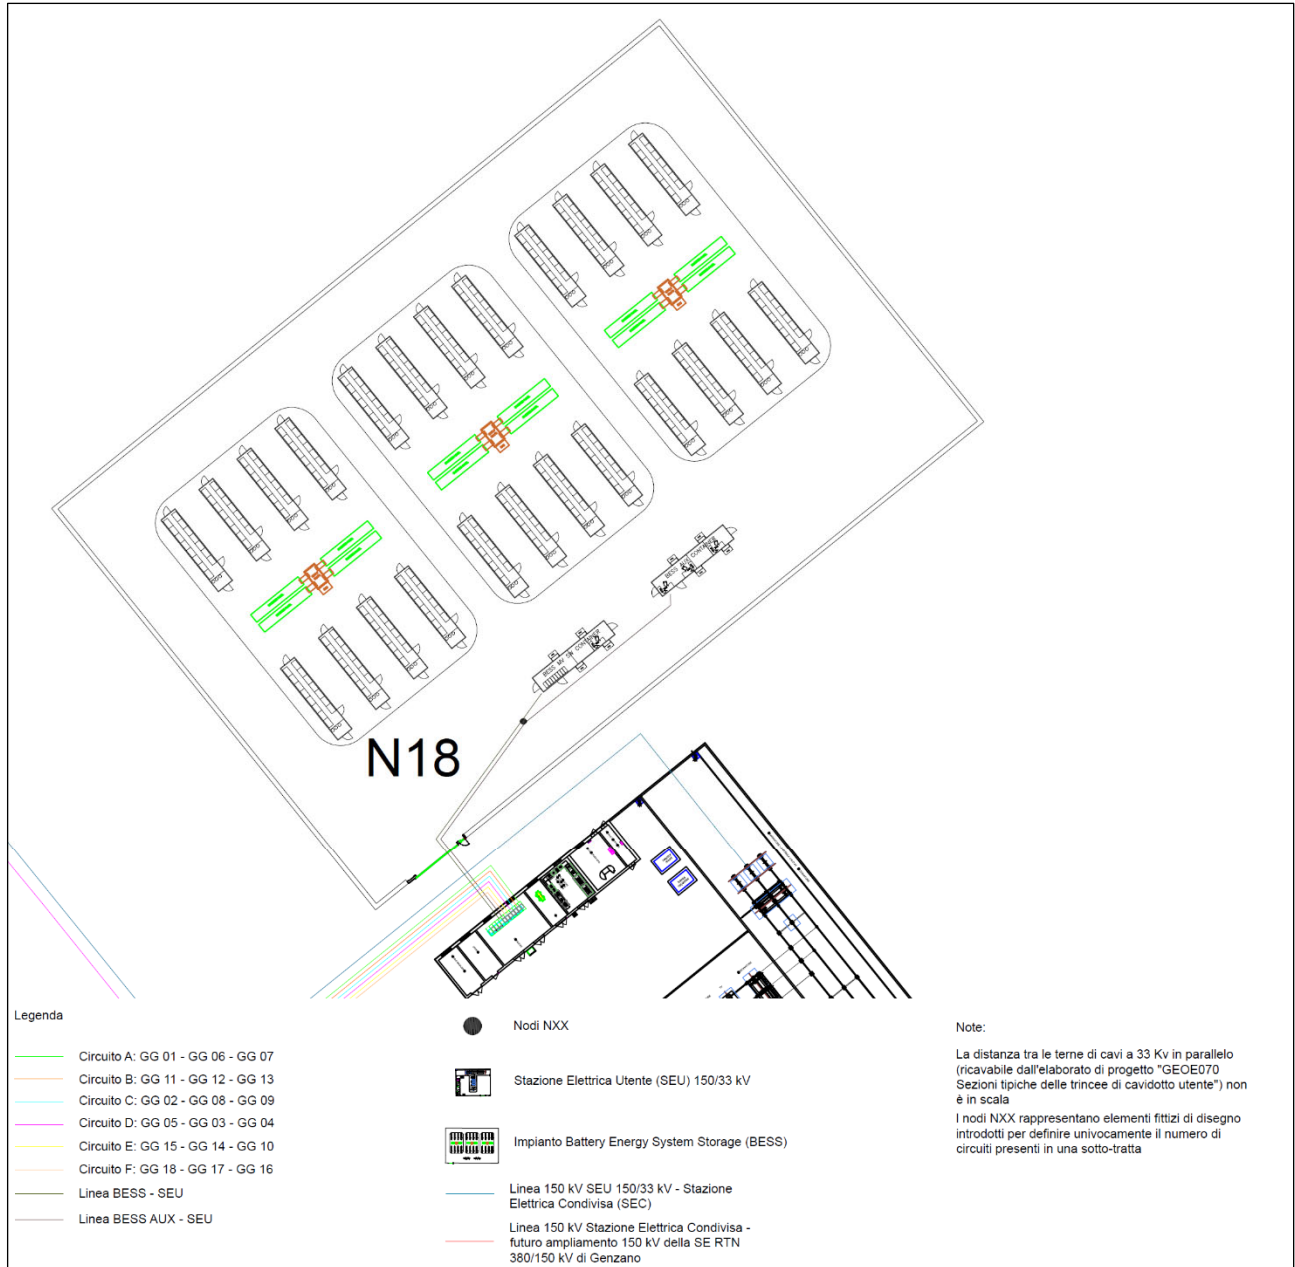 BESS AUX CONTAINER
BESS MV SW CONTAINER
N18
Legenda
Circuito A: GG 01 - GG 06 - GG 07
Circuito B: GG 11 - GG 12 - GG 13
Circuito C: GG 02 - GG 08 - GG 09
Circuito D: GG 05 - GG 03 - GG 04
Circuito E: GG 15 - GG 14 - GG 10
Circuito F: GG 18 - GG 17 - GG 16
Linea BESS - SEU
Linea BESS AUX - SEU
Nodi NXX
Stazione Elettrica Utente (SEU) 150/33 kV
Impianto Battery Energy System Storage (BESS)
Linea 150 kV SEU 150/33 kV - Stazione
Elettrica Condivisa (SEC)
Linea 150 kV Stazione Elettrica Condivisa -
futuro ampliamento 150 kV della SE RTN
380/150 kV di Genzano
Note:
La distanza tra le terne di cavi a 33 Kv in parallelo
(ricavabile dall'elaborato di progetto "GEOE070
Sezioni tipiche delle trincee di cavidotto utente") non
è in scala
I nodi NXX rappresentano elementi fittizi di disegno
introdotti per definire univocamente il numero di
circuiti presenti in una sotto-tratta